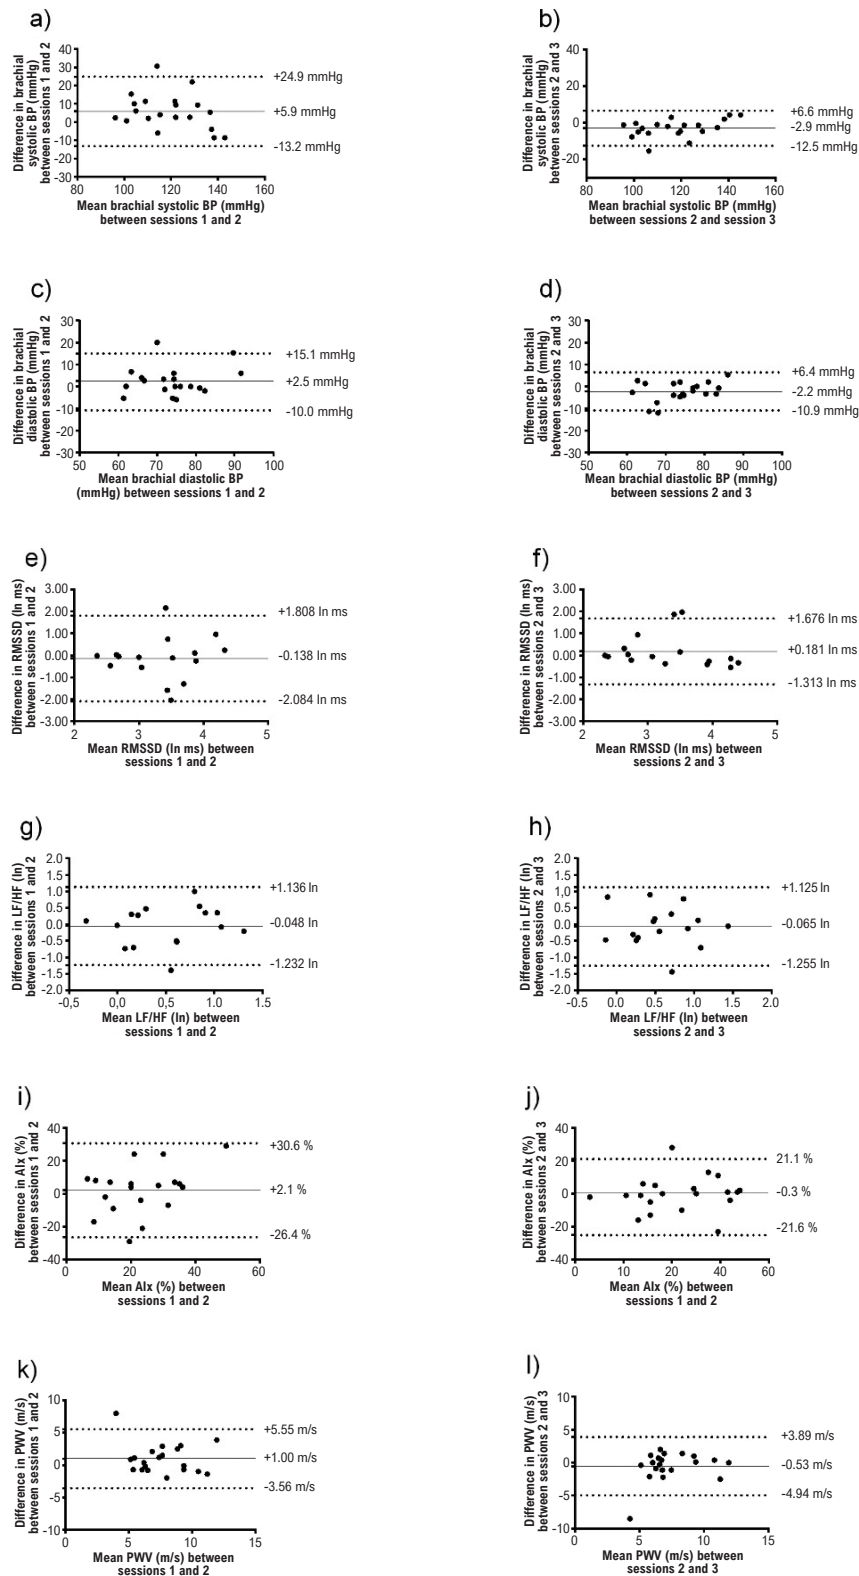 a)
Difference in brachial
systolic BP (mmHg)
between sessions 1 and 2
40
30
20
10
0
-10
-20
-30
80
100
120
140
160
+24.9 mmHg
+5.9 mmHg
-13.2 mmHg
Mean brachial systolic BP (mmHg)
between sessions 1 and 2
b)
Difference in brachial
systolic BP (mmHg)
between sessions 2 and 3
40
20
0
-20
80
100
120
140
160
+6.6 mmHg
-2.9 mmHg
-12.5 mmHg
Mean brachial systolic BP (mmHg)
between sessions 2 and session 3
c)
Difference in brachial
diastolic BP (mmHg)
between sessions 1 and 2
30
20
10
0
-10
-20
-30
50
60
70
80
90
100
+15.1 mmHg
+2.5 mmHg
-10.0 mmHg
Mean brachial diastolic BP
(mmHg) between sessions 1 and 2
d)
Difference in brachial
diastolic BP (mmHg)
between sessions 2 and 3
30
20
10
0
-10
-20
-30
50
60
70
80
90
100
+6.4 mmHg
-2.2 mmHg
-10.9 mmHg
Mean brachial diastolic BP (mmHg)
between sessions 2 and 3
e)
Difference in RMSSD (ln ms)
between sessions 1 and 2
3.00
2.00
1.00
0.00
-1.00
-2.00
-3.00
2
3
4
5
+1.808 ln ms
-0.138 ln ms
-2.084 ln ms
Mean RMSSD (ln ms) between
sessions 1 and 2
f)
Difference in RMSSD (ln ms)
between sessions 2 and 3
3.00
2.00
1.00
0.00
-1.00
-2.00
-3.00
2
3
4
5
+1.676 ln ms
+0.181 ln ms
-1.313 ln ms
Mean RMSSD (ln ms) between
sessions 2 and 3
g)
Difference in LF/HF (ln)
between sessions 1 and 2
2.0
1.5
1.0
0.5
0.0
-0.5
-1.0
1.5
2.0
-0,5
0,0
0,5
1.0
1.5
+1.136 ln
-0.048 ln
-1.232 ln
Mean LF/HF (ln) between
sessions 1 and 2
h)
Difference in LF/HF (ln)
between sessions 2 and 3
2.0
1.5
1,0
0,5
0.0
-0.5
-1.0
-1.5
-2.0
-0.5
0.0
0.5
1.0
1.5
2.0
+1.125 ln
-0.065 ln
-1.255 ln
Mean LF/HF (ln) between
sessions 2 and 3
i)
Difference in AIx (%)
between sessions 1 and 2
40
20
0
-20
-40
0
20
40
60
+30.6 %
+2.1 %
-26.4 %
Mean AIx (%) between
sessions 1 and 2
j)
Difference in AIx (%)
between sessions 2 and 3
40
20
0
-20
-40
0
20
40
60
21.1 %
-0.3 %
-21.6 %
Mean AIx (%) between
sessions 1 and 2
k)
Difference in PWV (m/s)
between sessions 1 and 2
10
5
0
-5
-10
0
5
10
15
+5.55 m/s
+1.00 m/s
-3.56 m/s
Mean PWV (m/s) between
sessions 1 and 2
l)
Difference in PWV (m/s)
between sessions 2 and 3
10
5
0
-5
-10
0
5
10
15
+3.89 m/s
-0.53 m/s
-4.94 m/s
Mean PWV (m/s) between
sessions 2 and 3